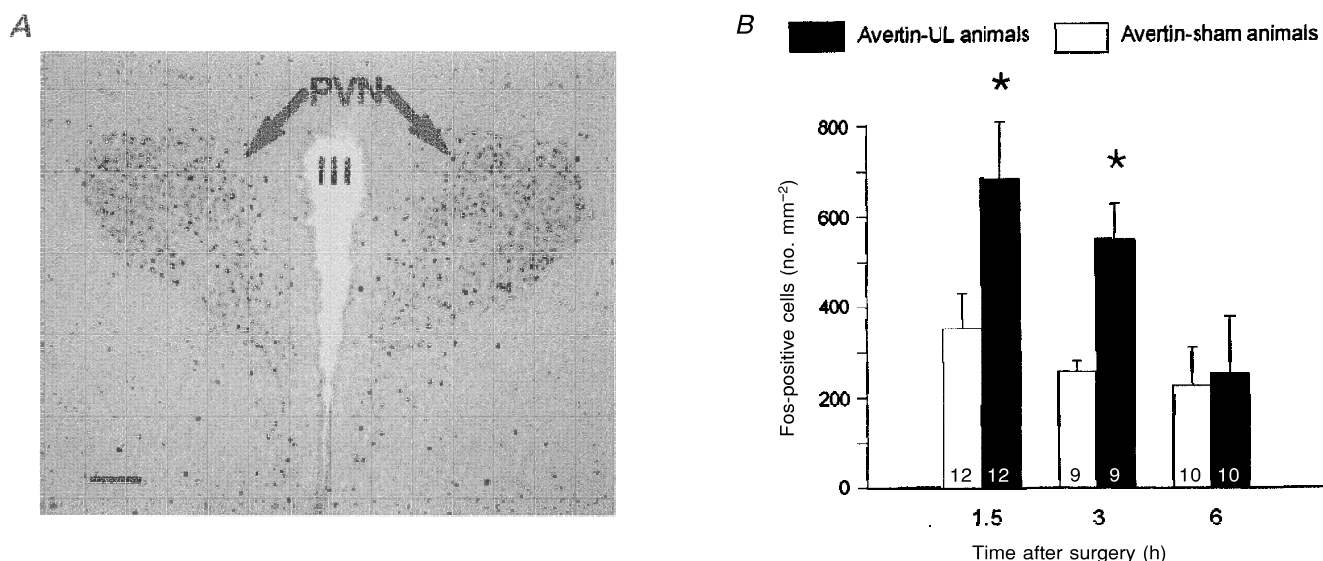 A
PVN
III
B
Avertin-UL animals
Avertin-sham animals
*
*
800
600
400
200
0
Fos-positive cells (no. mm⁻²)
12 12 9 9 10 10
1.5 3 6
Time after surgery (h)